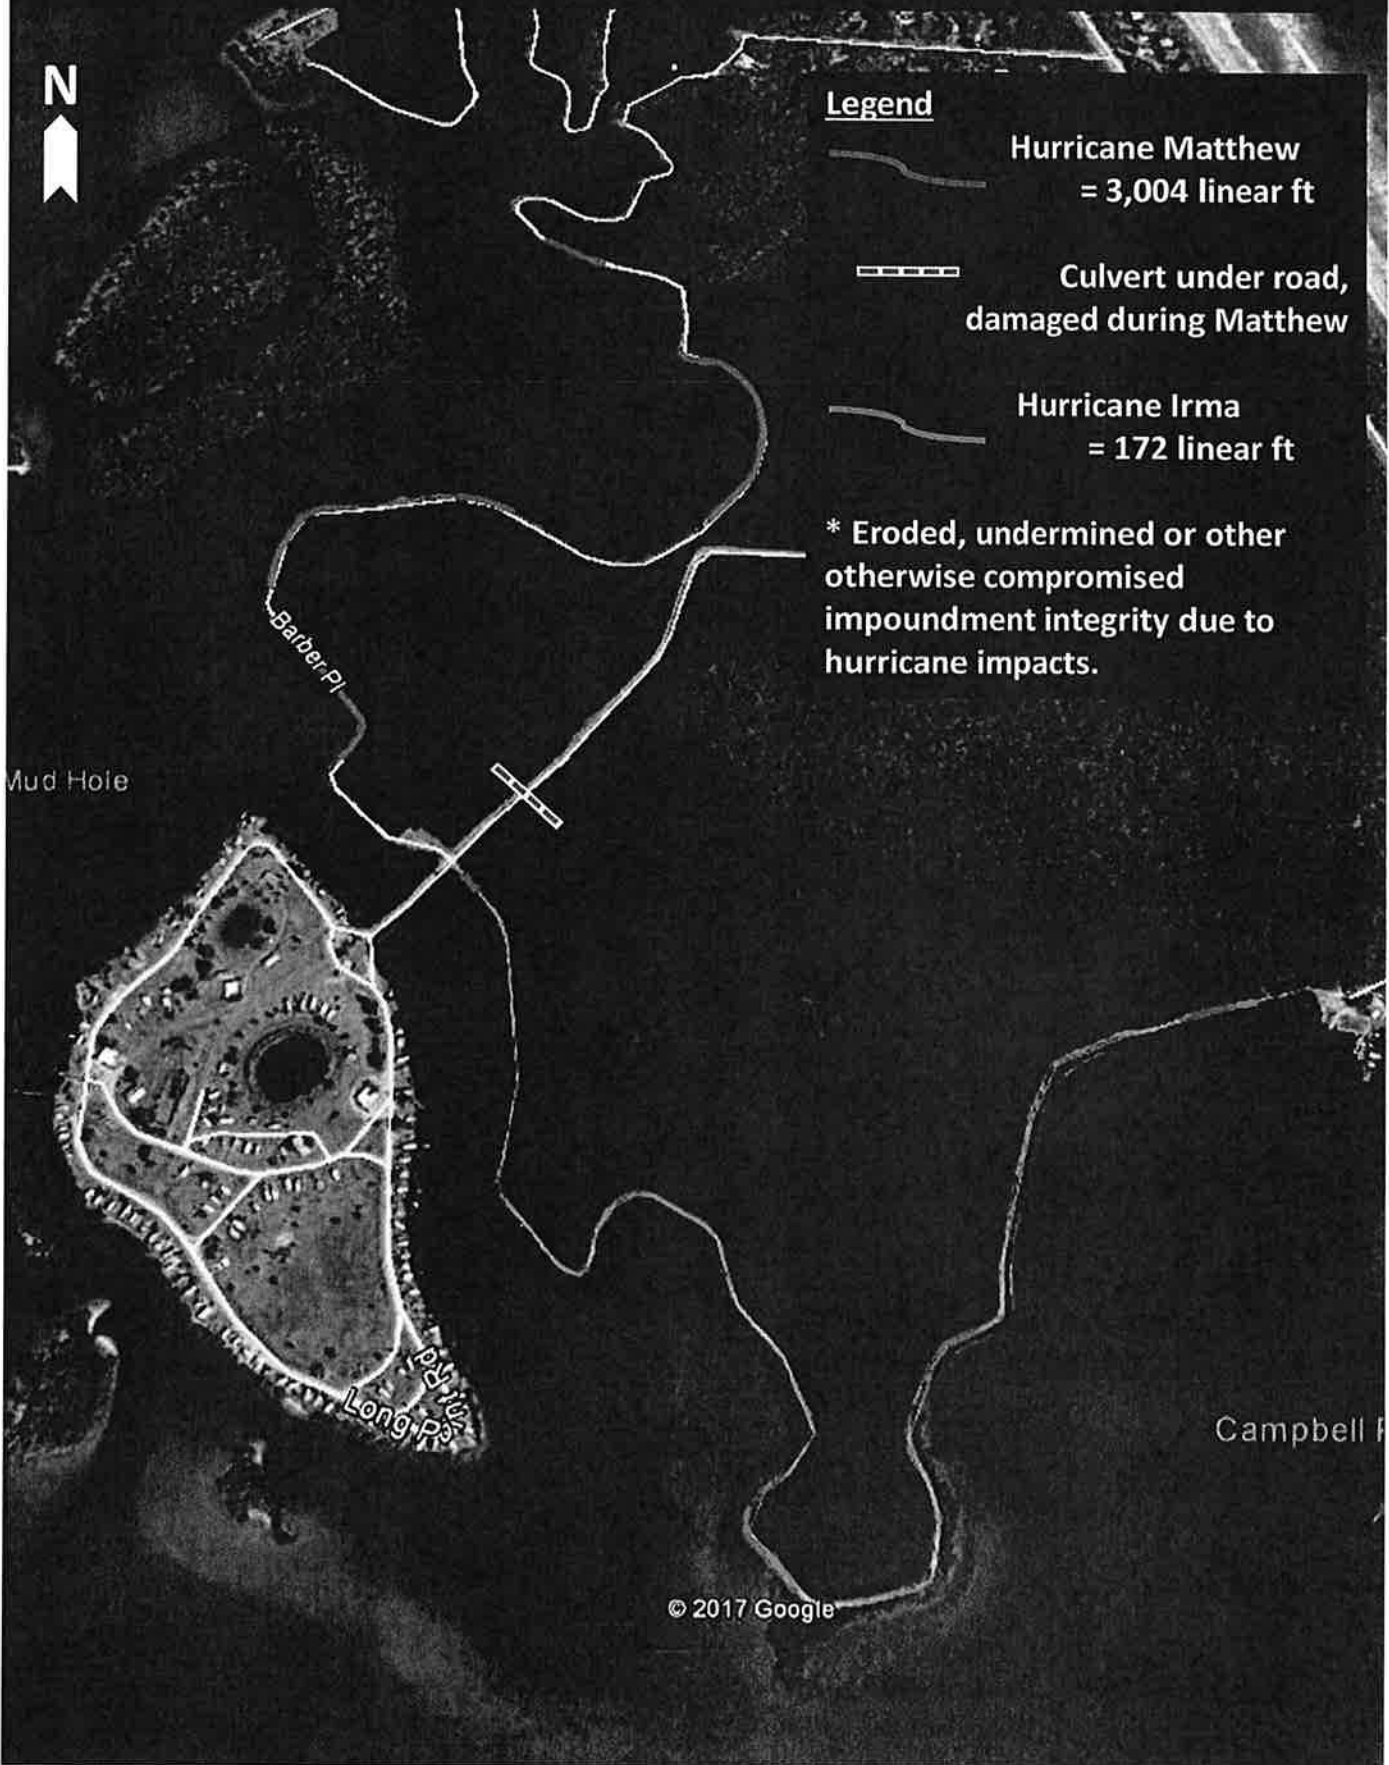 N
Legend
Hurricane Matthew
= 3,004 linear ft
Culvert under road,
damaged during Matthew
Hurricane Irma
= 172 linear ft
* Eroded, undermined or other
otherwise compromised
impoundment integrity due to
hurricane impacts.
Barber Pl
Mud Hole
Rd
Long
Campbell
© 2017 Google